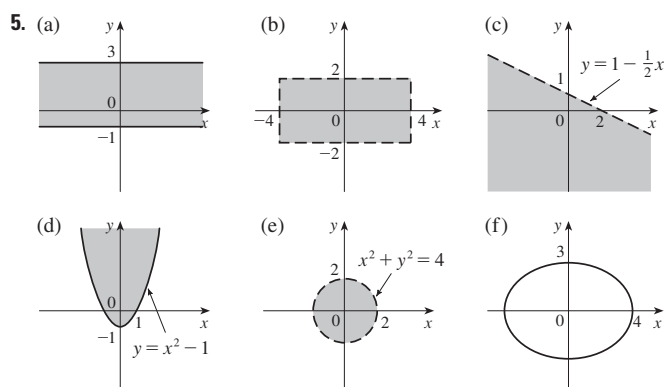 5. (a)
y
3
0
x
−1
(b)
y
2
−4
0
4 x
−2
(c)
y
y = 1 − ½x
1
0
2
x
(d)
y
0
1
x
−1
y = x² − 1
(e)
y
x² + y² = 4
2
0
2
x
(f)
y
3
0
4 x